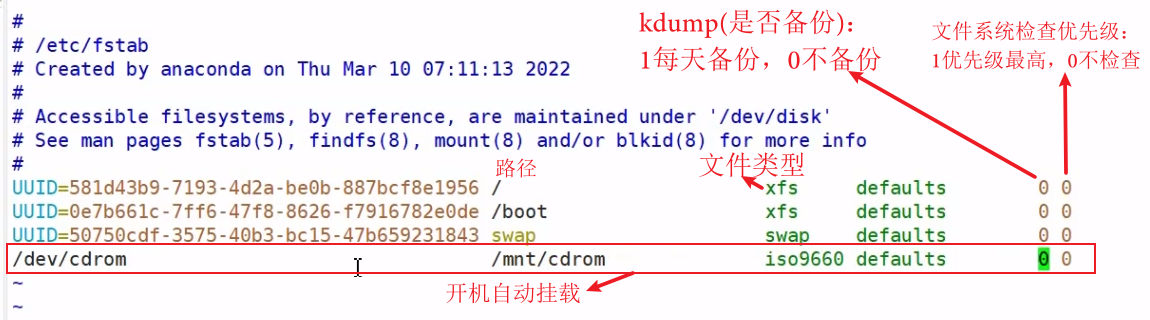 kdump(是否备份):
1每天备份，0不备份
文件系统检查优先级:
1优先级最高，0不检查
#
# /etc/fstab
# Created by anaconda on Thu Mar 10 07:11:13 2022
#
# Accessible filesystems, by reference, are maintained under '/dev/disk'
# See man pages fstab(5), findfs(8), mount(8) and/or blkid(8) for more info
#
路径
文件类型
UUID=581d43b9-7193-4d2a-be0b-887bcf8e1956 / xfs defaults 0 0
UUID=0e7b661c-7ff6-47f8-8626-f7916782e0de /boot xfs defaults 0 0
UUID=50750cdf-3575-40b3-bc15-47b659231843 swap swap defaults 0 0
/dev/cdrom /mnt/cdrom iso9660 defaults 0 0
~
开机自动挂载
~